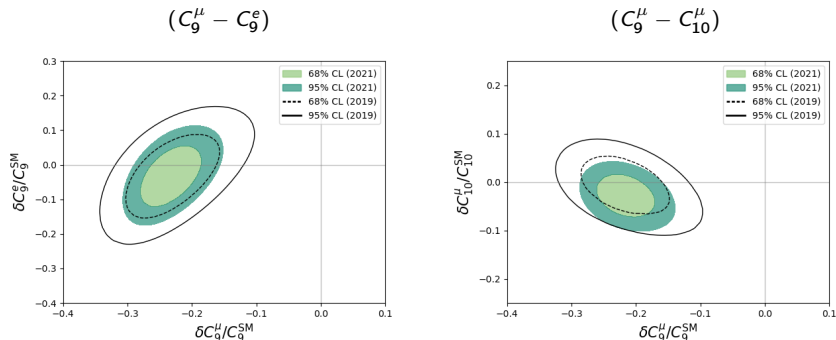 (C₉^μ − C₉^e)
0.3
0.2
0.1
0.0
−0.1
−0.2
−0.3
−0.4
δC₉^e/C₉^SM
68% CL (2021)
95% CL (2021)
68% CL (2019)
95% CL (2019)
−0.4 −0.3 −0.2 −0.1 0.0 0.1
δC₉^μ/C₉^SM
(C₉^μ − C₁₀^μ)
0.2
0.1
0.0
−0.1
−0.2
δC₁₀^μ/C₁₀^SM
68% CL (2021)
95% CL (2021)
68% CL (2019)
95% CL (2019)
−0.4 −0.3 −0.2 −0.1 0.0 0.1
δC₉^μ/C₉^SM